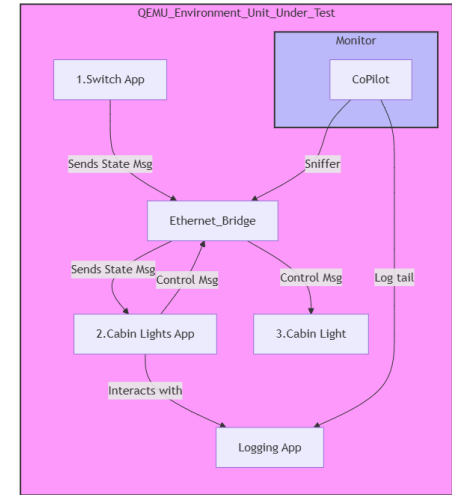 QEMU_Environment_Unit_Under_Test
Monitor
1.Switch App
CoPilot
Sends State Msg
Sniffer
Ethernet_Bridge
Sends State Msg
Control Msg
Control Msg
Log tail
2.Cabin Lights App
3.Cabin Light
Interacts with
Logging App